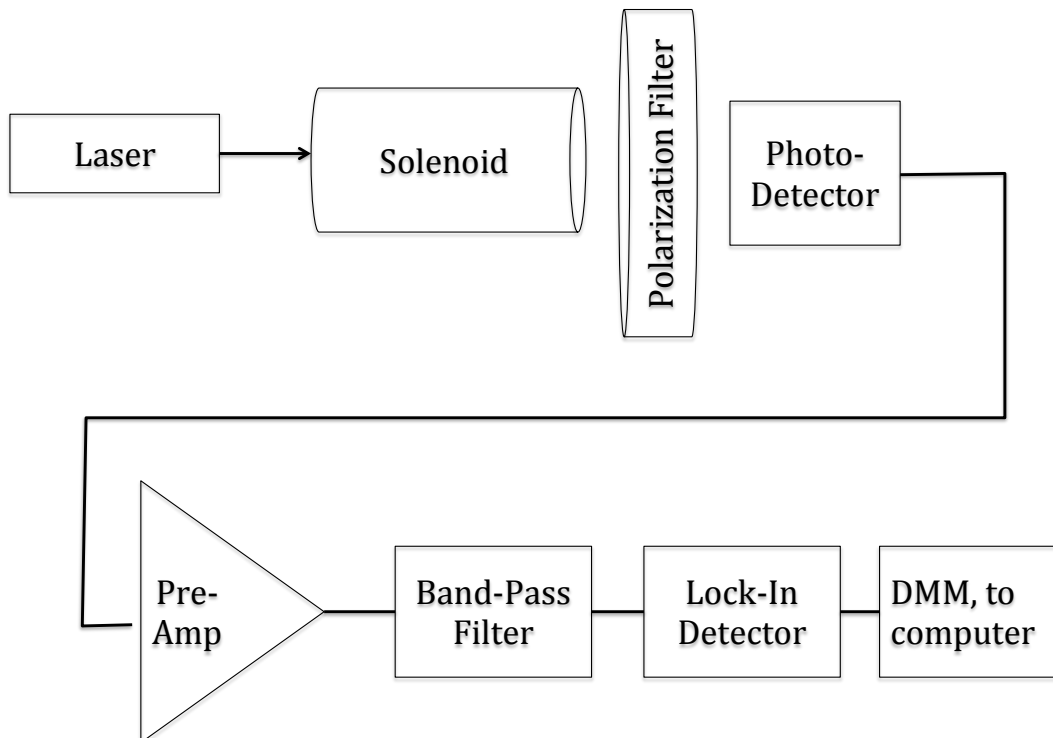 Laser
Solenoid
Polarization Filter
Photo-
Detector
Pre-
Amp
Band-Pass
Filter
Lock-In
Detector
DMM, to
computer